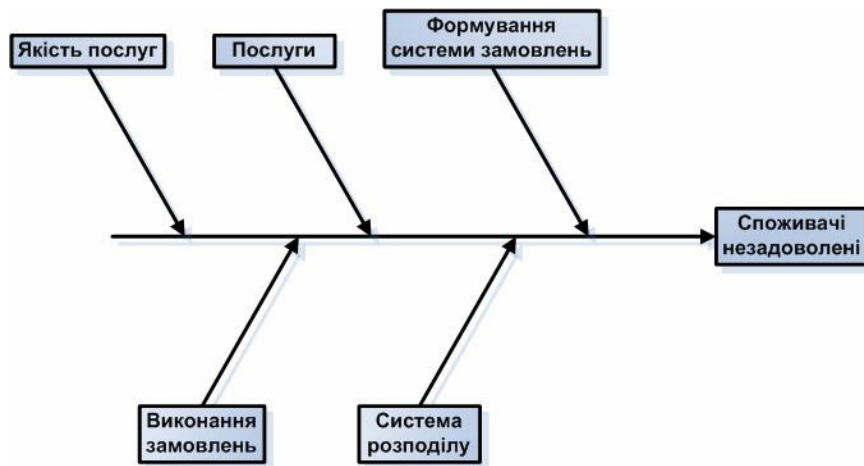 Якість послуг
Послуги
Формування
системи замовлень
Споживачі
незадоволені
Виконання
замовлень
Система
розподілу